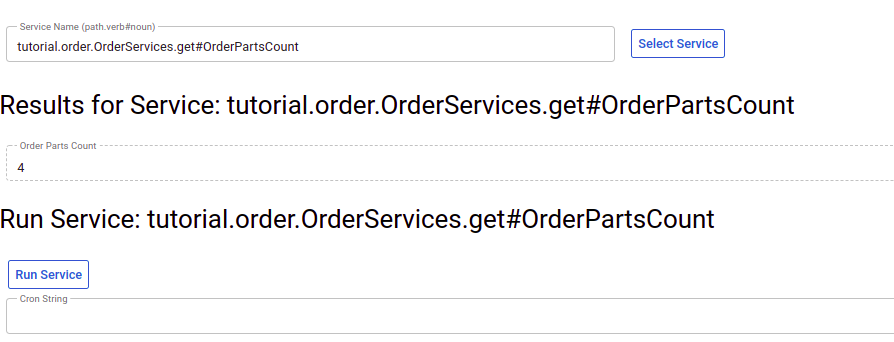 Service Name (path.verb#noun)
tutorial.order.OrderServices.get#OrderPartsCount
Select Service
Results for Service: tutorial.order.OrderServices.get#OrderPartsCount
Order Parts Count
4
Run Service: tutorial.order.OrderServices.get#OrderPartsCount
Run Service
Cron String